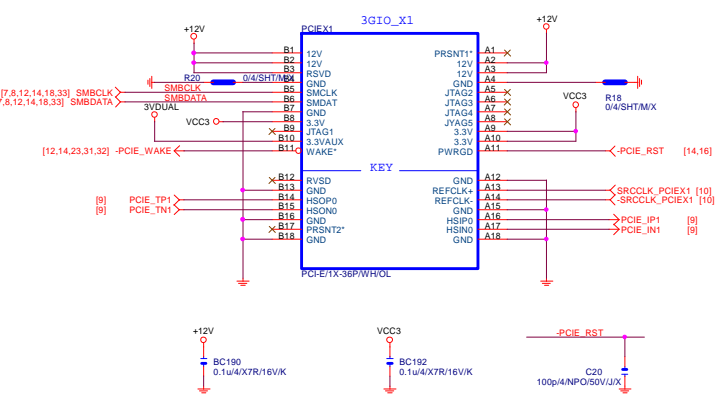 3GIO_X1
+12V
PCIEX1
+12V
B1 12V PRSNT1* A1
B2 12V 12V A2
B3 RSVD 12V A3
R20 0/4/SHT/M/X B4 GND GND A4
[7,8,12,14,18,33] SMBCLK SMBCLK B5 SMCLK JTAG2 A5
7,8,12,14,18,33] SMBDATA SMBDATA B6 SMDAT JTAG3 A6
R18
0/4/SHT/M/X
3VDUAL B7 GND JTAG4 A7 VCC3
VCC3 B8 3.3V JYAG5 A8
B9 JTAG1 3.3V A9
B10 3.3VAUX 3.3V A10
[12,14,23,31,32] -PCIE_WAKE B11 WAKE* PWRGD A11 -PCIE_RST [14,16]
KEY
B12 RVSD GND A12
B13 GND REFCLK+ A13 SRCCLK_PCIEX1 [10]
[9] PCIE_TP1 B14 HSOP0 REFCLK- A14 -SRCCLK_PCIEX1 [10]
[9] PCIE_TN1 B15 HSON0 GND A15
B16 GND HSIP0 A16 PCIE_IP1 [9]
B17 PRSNT2* HSIN0 A17 PCIE_IN1 [9]
B18 GND GND A18
PCI-E/1X-36P/WH/OL
+12V
BC190
0.1u/4/X7R/16V/K
VCC3
BC192
0.1u/4/X7R/16V/K
-PCIE_RST
C20
100p/4/NPO/50V/J/X